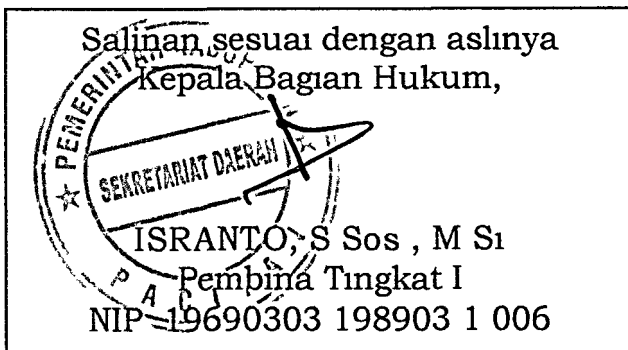 Salinan sesuai dengan aslinya
Kepala Bagian Hukum,
PEMERINTAH
SEKRETARIAT DAERAH
ISRANTO, S Sos , M Si
Pembina Tingkat I
NIP 19690303 198903 1 006